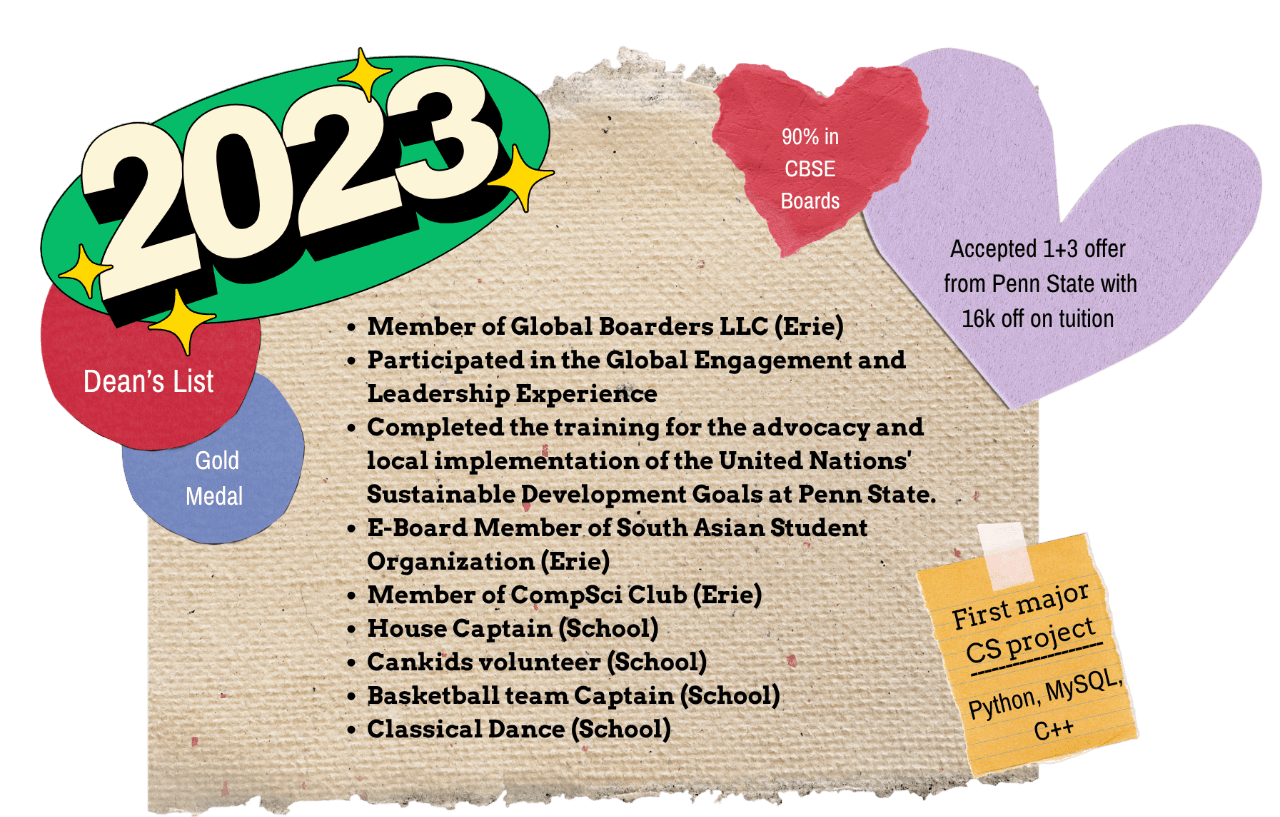 2023
90% in
CBSE
Boards
Accepted 1+3 offer
from Penn State with
16k off on tuition
Dean's List
Gold
Medal
• Member of Global Boarders LLC (Erie)
• Participated in the Global Engagement and
Leadership Experience
• Completed the training for the advocacy and
local implementation of the United Nations'
Sustainable Development Goals at Penn State.
• E-Board Member of South Asian Student
Organization (Erie)
• Member of CompSci Club (Erie)
• House Captain (School)
• Cankids volunteer (School)
• Basketball team Captain (School)
• Classical Dance (School)
First major
CS project
Python, MySQL,
C++